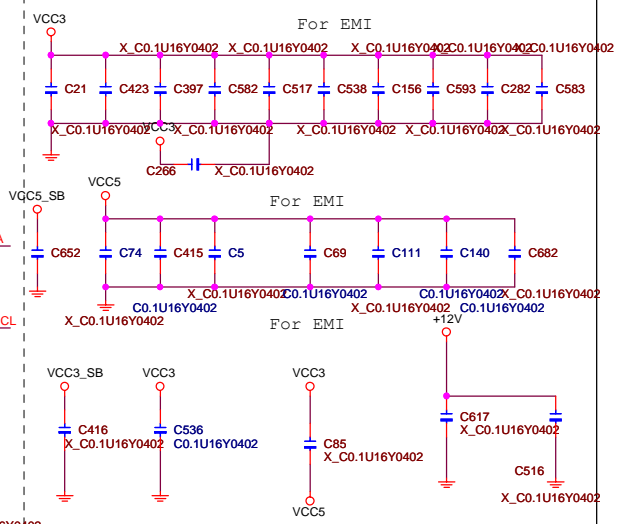 VCC3
For EMI
X_C0.1U16Y0402 X_C0.1U16Y0402 X_C0.1U16Y0402 X_C0.1U16Y0402 X_C0.1U16Y0402
C21 C423 C397 C582 C517 C538 C156 C593 C282 C583
X_C0.1U16Y0402 X_C0.1U16Y0402 X_C0.1U16Y0402 X_C0.1U16Y0402 X_C0.1U16Y0402
VCC3
C266 X_C0.1U16Y0402
VCC5_SB VCC5
For EMI
A
C652 C74 C415 C5 C69 C111 C140 C682
X_C0.1U16Y0402 C0.1U16Y0402 C0.1U16Y0402 X_C0.1U16Y0402
C0.1U16Y0402 X_C0.1U16Y0402 C0.1U16Y0402
CL X_C0.1U16Y0402
For EMI
+12V
VCC3_SB VCC3 VCC3
C416 C536 C617
X_C0.1U16Y0402 C0.1U16Y0402 C85 X_C0.1U16Y0402
X_C0.1U16Y0402
C516
X_C0.1U16Y0402
VCC5